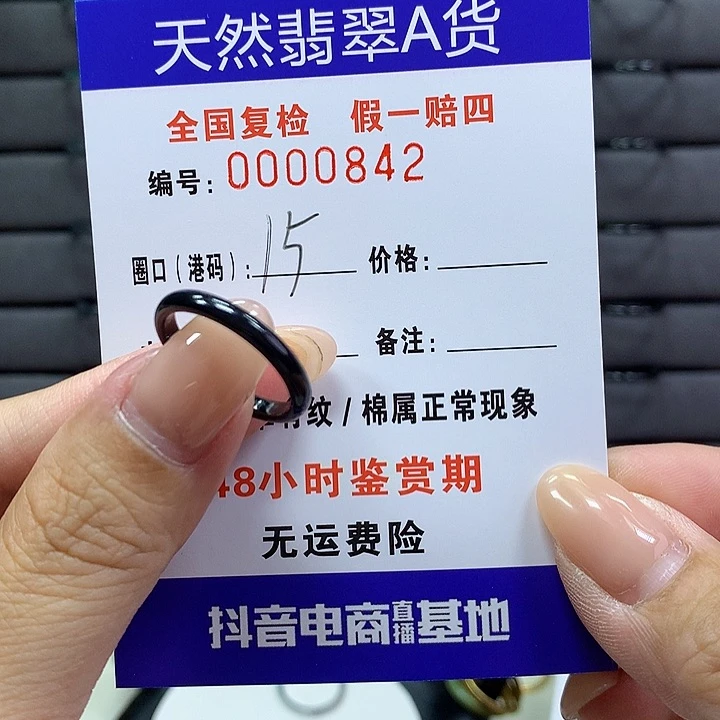 天然翡翠A货
全国复检 假一赔四
编号: 0000842
圈口(港码): 15 价格:
备注:
纹/棉属正常现象
48小时鉴赏期
无运费险
抖音电商直播基地